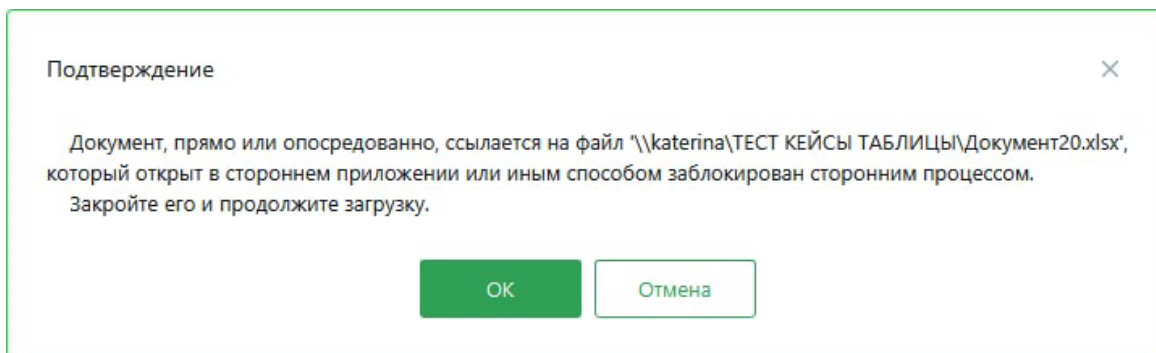 Подтверждение
Документ, прямо или опосредованно, ссылается на файл '\\katerina\ТЕСТ КЕЙСЫ ТАБЛИЦЫ\Документ20.xlsx',
который открыт в стороннем приложении или иным способом заблокирован сторонним процессом.
Закройте его и продолжите загрузку.
ОК
Отмена